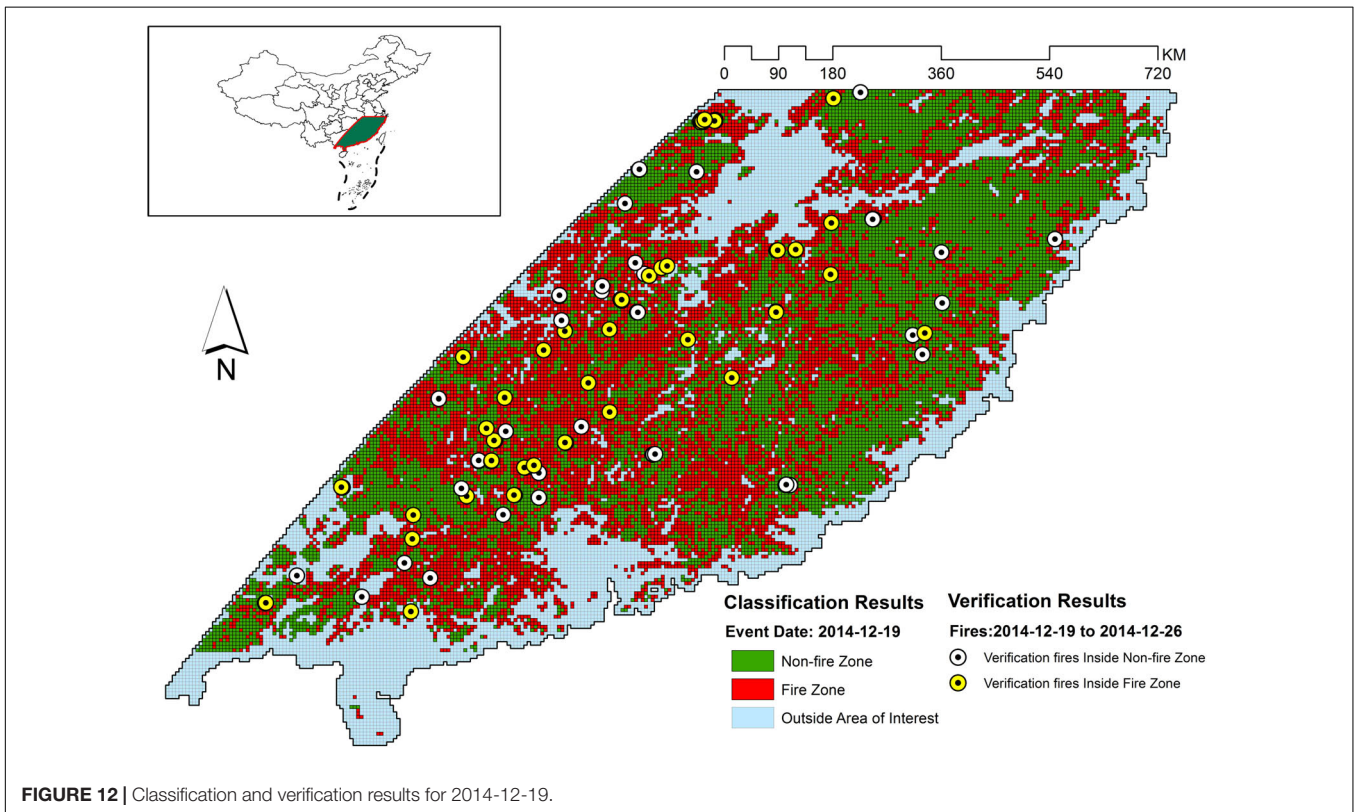 KM
0 90 180 360 540 720
N
Classification Results
Event Date: 2014-12-19
Non-fire Zone
Fire Zone
Outside Area of Interest
Verification Results
Fires:2014-12-19 to 2014-12-26
Verification fires Inside Non-fire Zone
Verification fires Inside Fire Zone
FIGURE 12 | Classification and verification results for 2014-12-19.